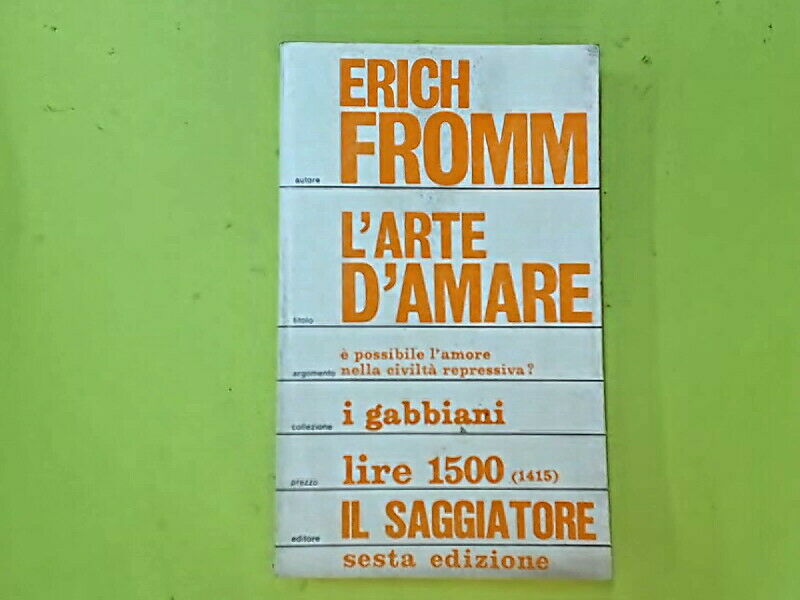 ERICH
autore FROMM
L'ARTE
titolo D'AMARE
è possibile l'amore
argomento nella civiltà repressiva?
collezione i gabbiani
prezzo lire 1500 (1415)
editore IL SAGGIATORE
sesta edizione